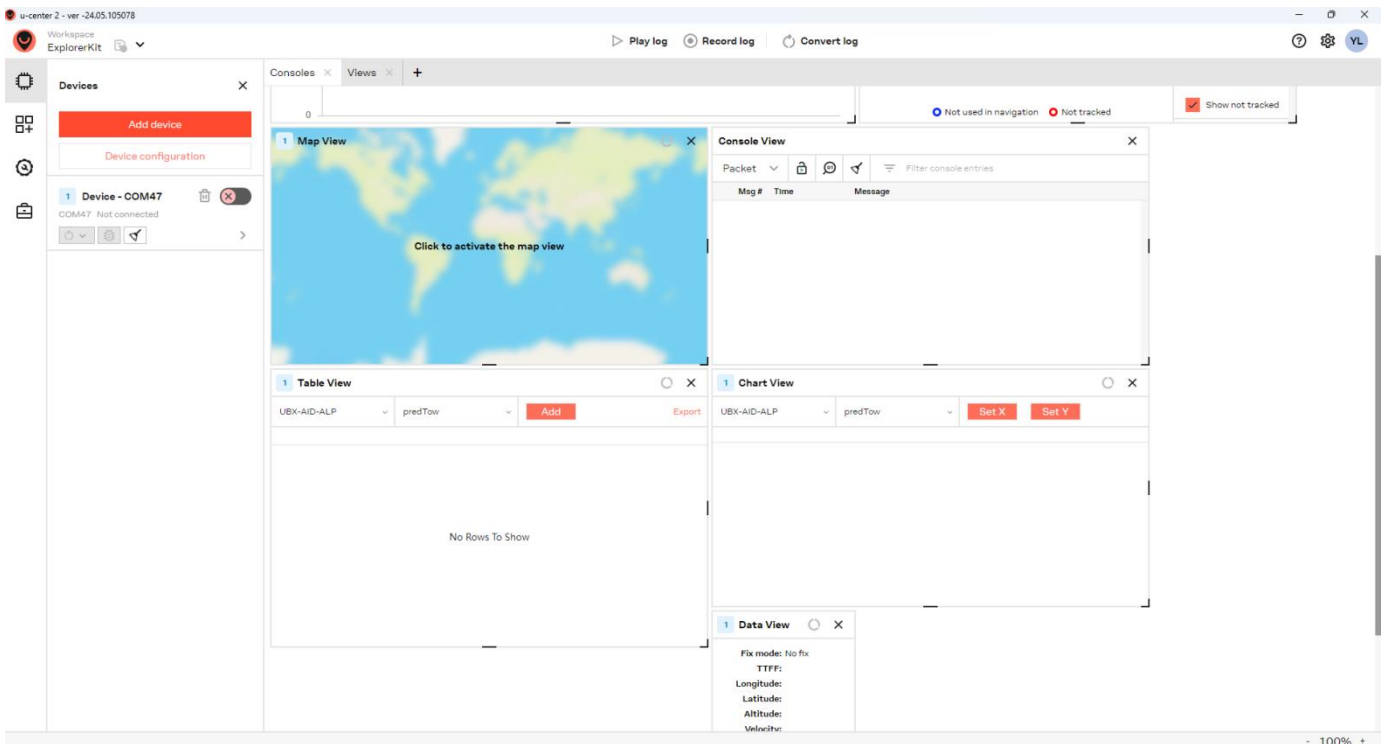 u-center 2 - ver -24.05.105078
Workspace
ExplorerKit
Play log
Record log
Convert log
YL
Devices
Add device
Device configuration
1 Device - COM47
COM47 Not connected
Consoles
Views
+
0
Not used in navigation
Not tracked
Show not tracked
1 Map View
Click to activate the map view
Console View
Packet
Filter console entries
Msg # Time Message
1 Table View
UBX-AID-ALP
predTow
Add
Export
No Rows To Show
1 Chart View
UBX-AID-ALP
predTow
Set X
Set Y
1 Data View
Fix mode: No fix
TTFF:
Longitude:
Latitude:
Altitude:
Velocity:
- 100% +